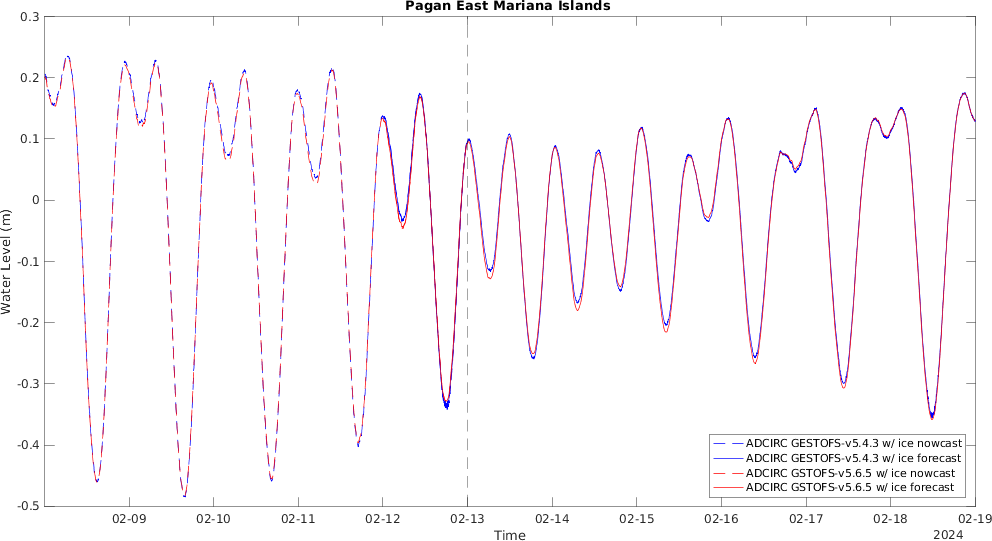 Pagan East Mariana Islands
0.3
0.2
0.1
0
-0.1
-0.2
-0.3
-0.4
-0.5
Water Level (m)
ADCIRC GESTOFS-v5.4.3 w/ ice nowcast
ADCIRC GESTOFS-v5.4.3 w/ ice forecast
ADCIRC GSTOFS-v5.6.5 w/ ice nowcast
ADCIRC GSTOFS-v5.6.5 w/ ice forecast
02-09 02-10 02-11 02-12 02-13 02-14 02-15 02-16 02-17 02-18 02-19
Time
2024